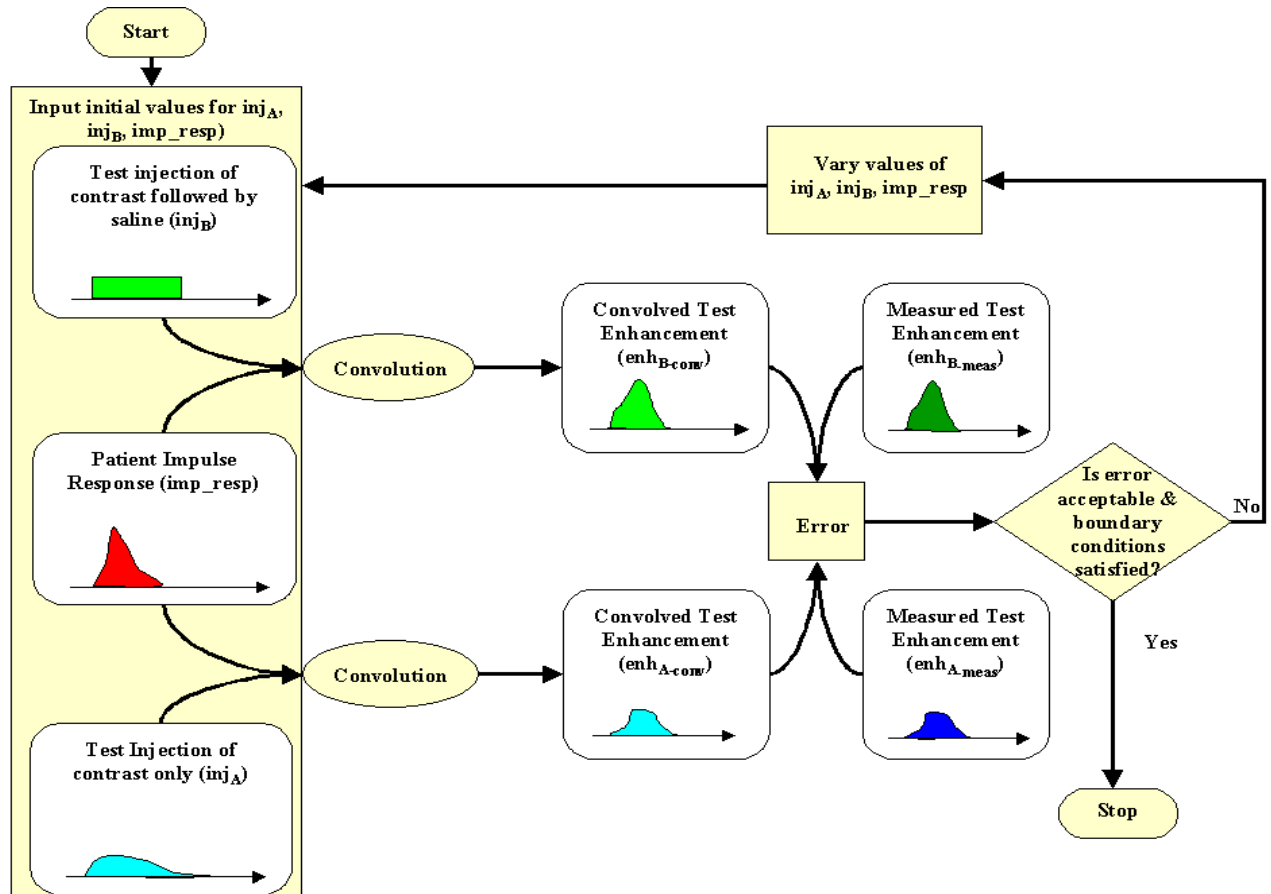 Start
Input initial values for injA,
injB, imp_resp)
Test injection of
contrast followed by
saline (injB)
Patient Impulse
Response (imp_resp)
Test Injection of
contrast only (injA)
Convolution
Convolution
Convolved Test
Enhancement
(enhB-conv)
Measured Test
Enhancement
(enhB-meas)
Convolved Test
Enhancement
(enhA-conv)
Measured Test
Enhancement
(enhA-meas)
Error
Vary values of
injA, injB, imp_resp
Is error
acceptable &
boundary
conditions
satisfied?
No
Yes
Stop